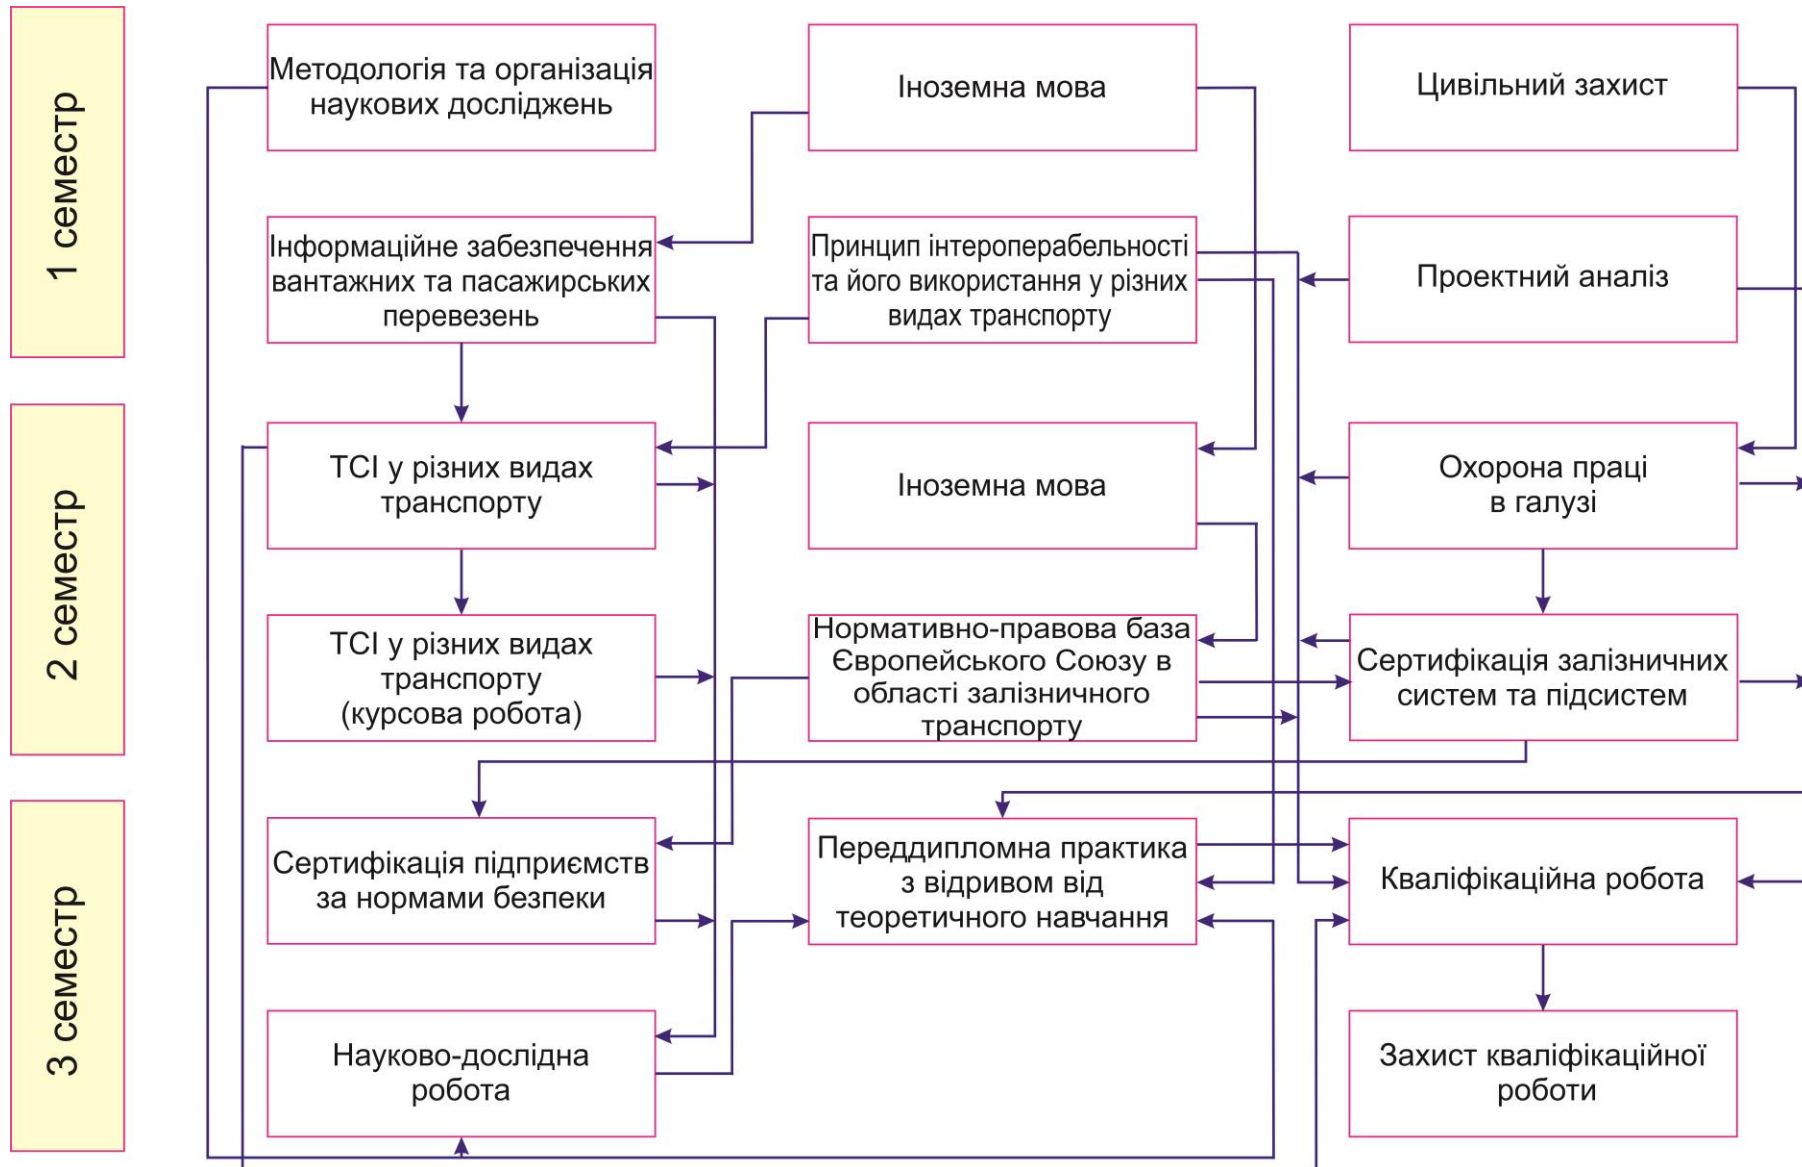 1 семестр
Методологія та організація
наукових досліджень
Іноземна мова
Цивільний захист
Інформаційне забезпечення
вантажних та пасажирських
перевезень
Принцип інтероперабельності
та його використання у різних
видах транспорту
Проектний аналіз
2 семестр
ТСІ у різних видах
транспорту
Іноземна мова
Охорона праці
в галузі
ТСІ у різних видах
транспорту
(курсова робота)
Нормативно-правова база
Європейського Союзу в
області залізничного
транспорту
Сертифікація залізничних
систем та підсистем
3 семестр
Сертифікація підприємств
за нормами безпеки
Переддипломна практика
з відривом від
теоретичного навчання
Кваліфікаційна робота
Науково-дослідна
робота
Захист кваліфікаційної
роботи